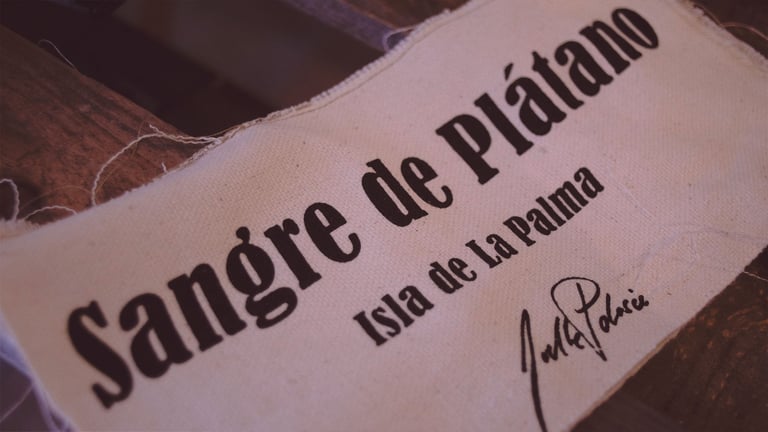 Sangre de Plátano
Isla de La Palma